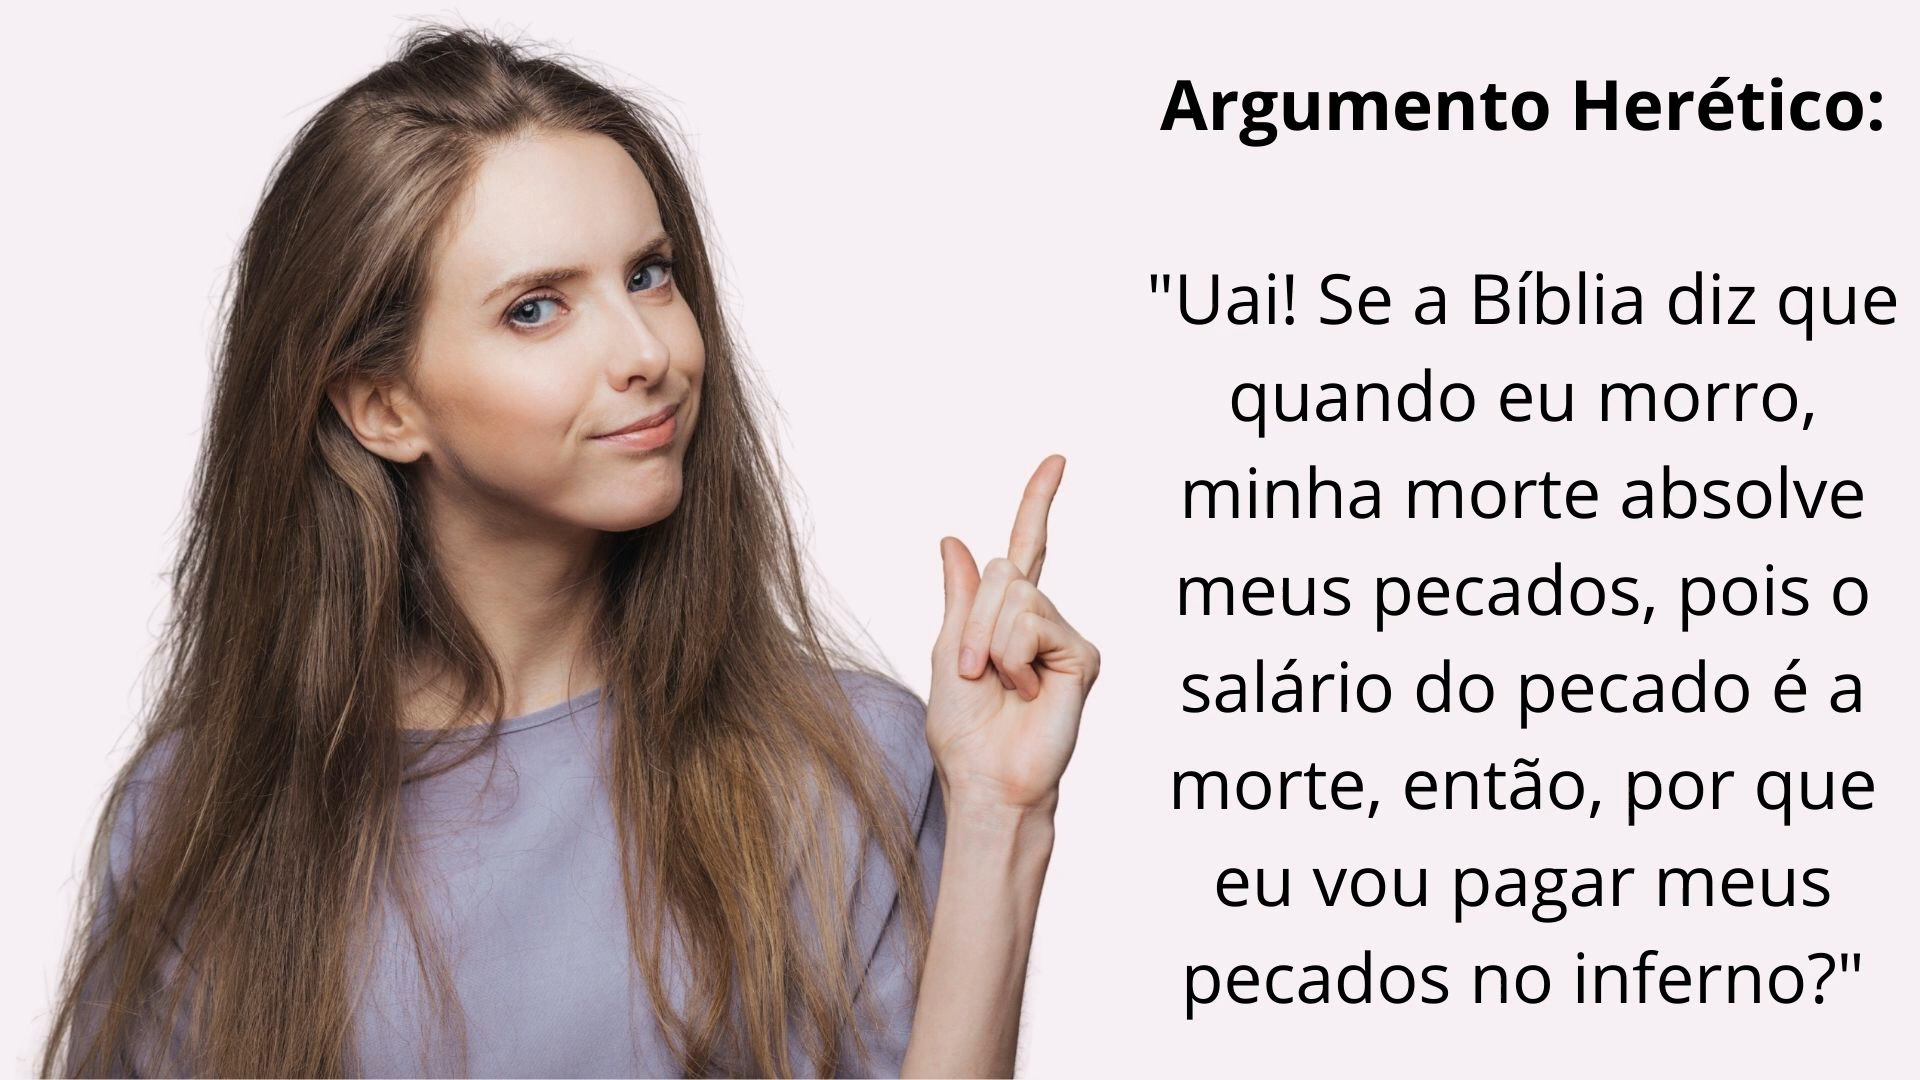 Argumento Herético:
"Uai! Se a Bíblia diz que
quando eu morro,
minha morte absolve
meus pecados, pois o
salário do pecado é a
morte, então, por que
eu vou pagar meus
pecados no inferno?"